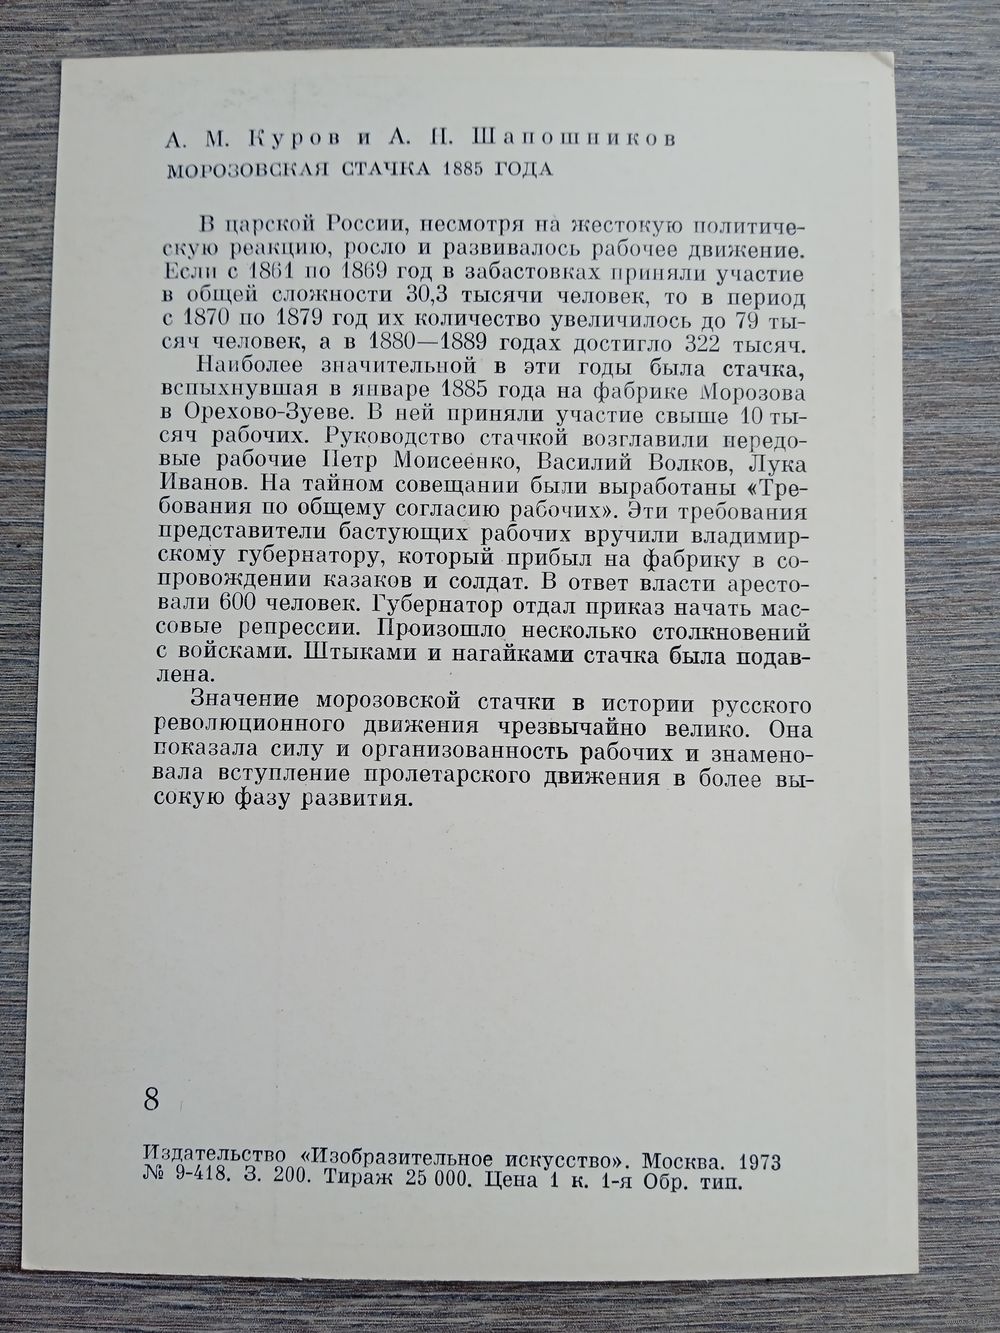 А. М. Куров и А. П. Шапошников
МОРОЗОВСКАЯ СТАЧКА 1885 ГОДА
В царской России, несмотря на жестокую политиче-
скую реакцию, росло и развивалось рабочее движение.
Если с 1861 по 1869 год в забастовках приняли участие
в общей сложности 30,3 тысячи человек, то в период
с 1870 по 1879 год их количество увеличилось до 79 ты-
сяч человек, а в 1880—1889 годах достигло 322 тысяч.
Наиболее значительной в эти годы была стачка,
вспыхнувшая в январе 1885 года на фабрике Морозова
в Орехово-Зуеве. В ней приняли участие свыше 10 ты-
сяч рабочих. Руководство стачкой возглавили передо-
вые рабочие Петр Моисеенко, Василий Волков, Лука
Иванов. На тайном совещании были выработаны «Тре-
бования по общему согласию рабочих». Эти требования
представители бастующих рабочих вручили владимир-
скому губернатору, который прибыл на фабрику в со-
провождении казаков и солдат. В ответ власти аресто-
вали 600 человек. Губернатор отдал приказ начать мас-
совые репрессии. Произошло несколько столкновений
с войсками. Штыками и нагайками стачка была подав-
лена.
Значение морозовской стачки в истории русского
революционного движения чрезвычайно велико. Она
показала силу и организованность рабочих и знамено-
вала вступление пролетарского движения в более вы-
сокую фазу развития.
8
Издательство «Изобразительное искусство». Москва. 1973
№ 9-418. З. 200. Тираж 25 000. Цена 1 к. 1-я Обр. тип.